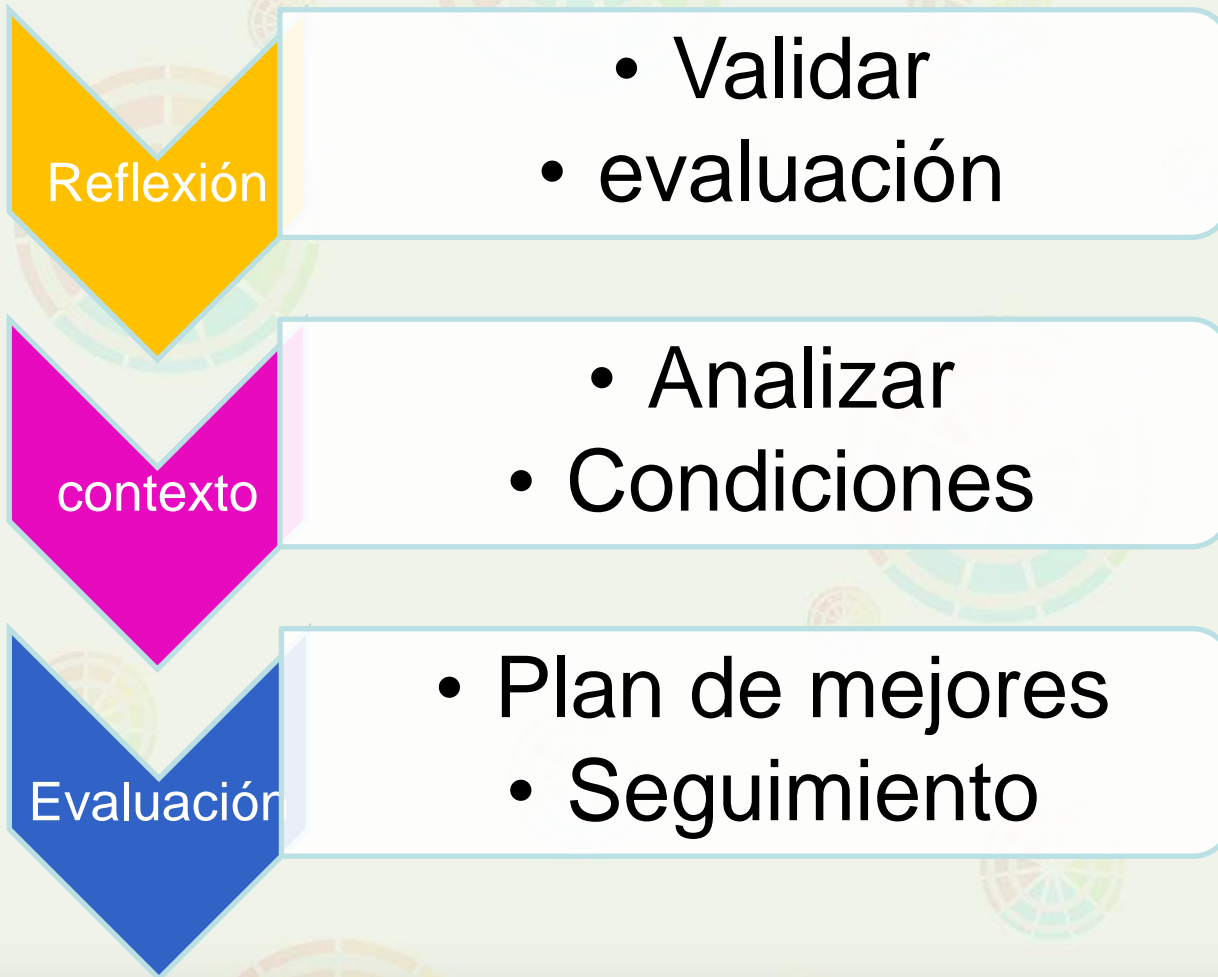 Reflexión
• Validar
• evaluación
contexto
• Analizar
• Condiciones
Evaluación
• Plan de mejores
• Seguimiento